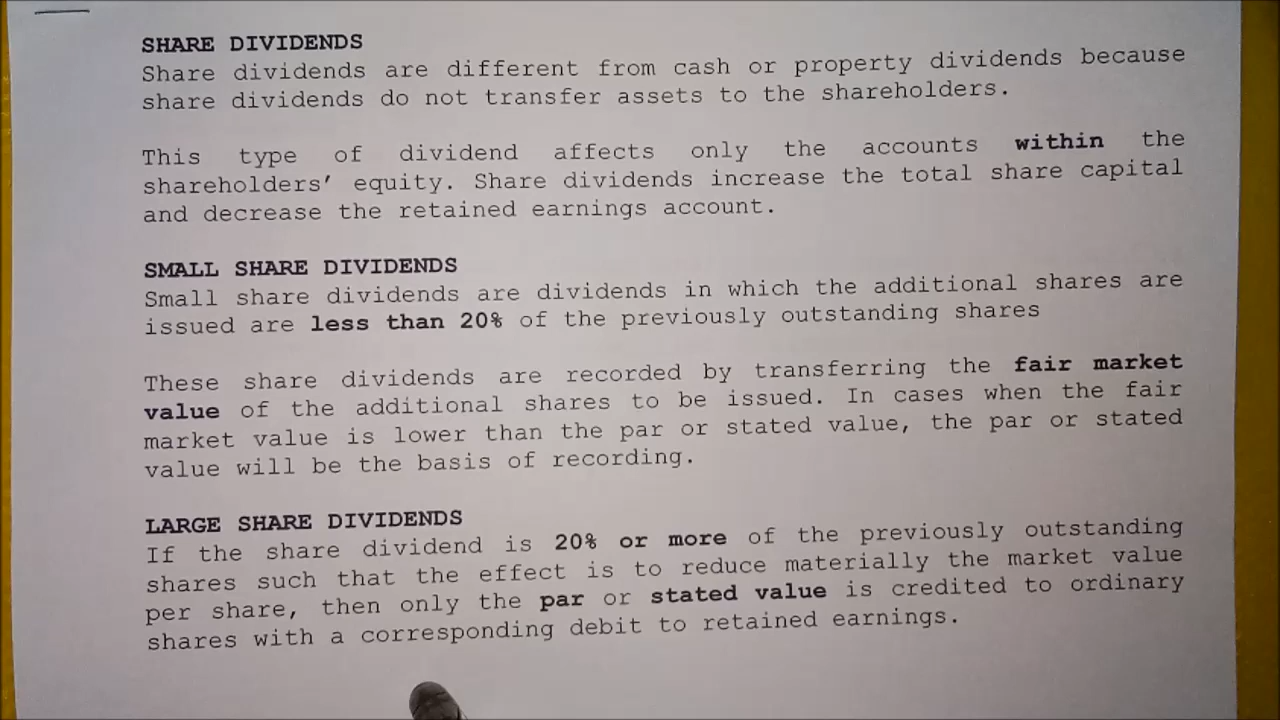 SHARE DIVIDENDS
Share dividends are different from cash or property dividends because
share dividends do not transfer assets to the shareholders.
This type of dividend affects only the accounts within the
shareholders’ equity. Share dividends increase the total share capital
and decrease the retained earnings account.
SMALL SHARE DIVIDENDS
Small share dividends are dividends in which the additional shares are
issued are less than 20% of the previously outstanding shares
These share dividends are recorded by transferring the fair market
value of the additional shares to be issued. In cases when the fair
market value is lower than the par or stated value, the par or stated
value will be the basis of recording.
LARGE SHARE DIVIDENDS
If the share dividend is 20% or more of the previously outstanding
shares such that the effect is to reduce materially the market value
per share, then only the par or stated value is credited to ordinary
shares with a corresponding debit to retained earnings.